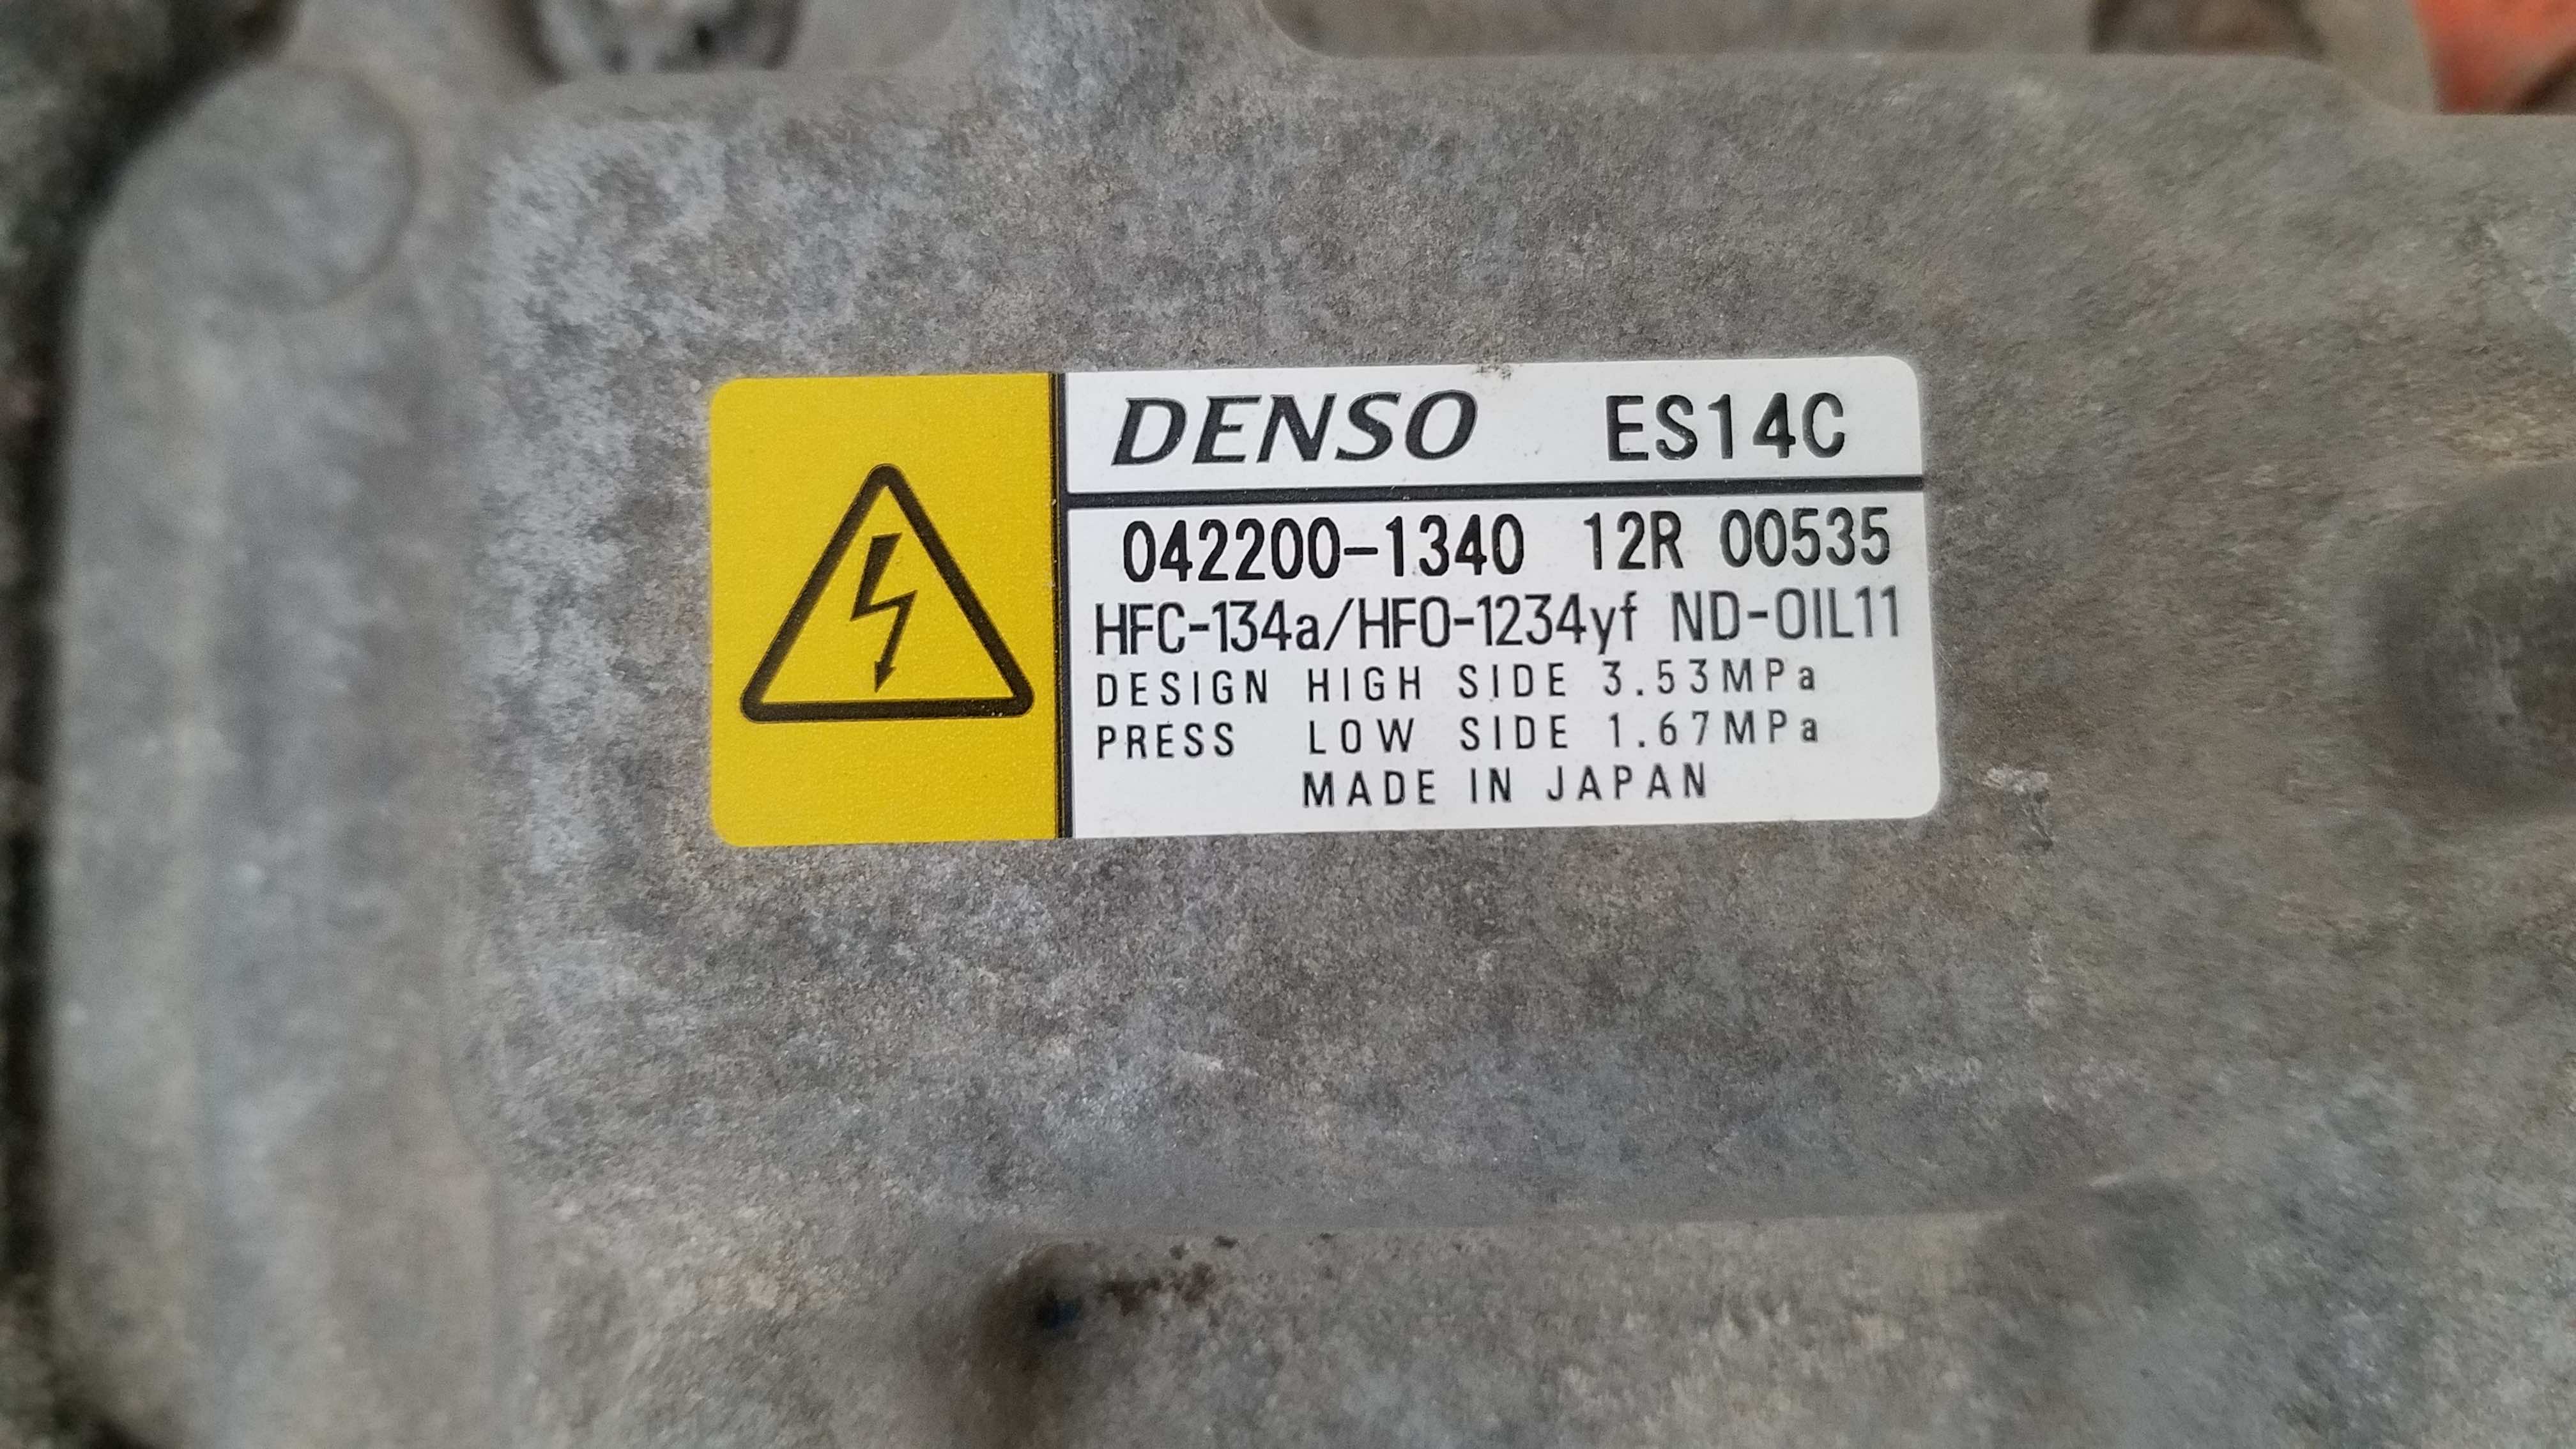 DENSO ES14C
042200-1340 12R 00535
HFC-134a/HFO-1234yf ND-OIL11
DESIGN HIGH SIDE 3.53MPa
PRESS LOW SIDE 1.67MPa
MADE IN JAPAN